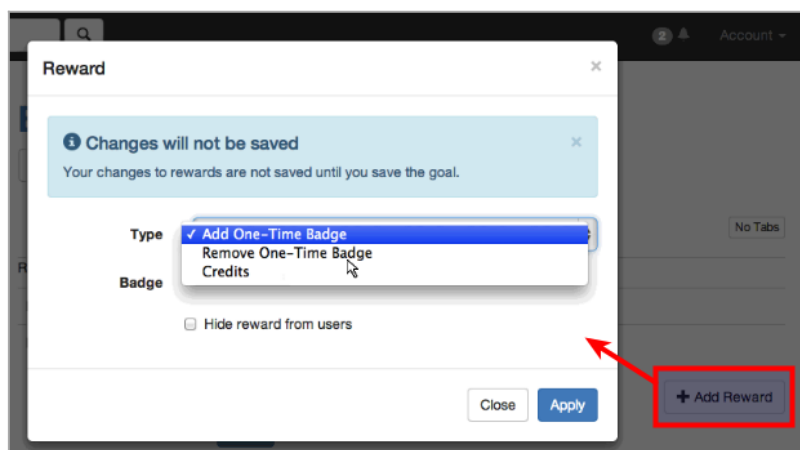 2
Account
Reward
×
Changes will not be saved
×
Your changes to rewards are not saved until you save the goal.
Type
✓ Add One-Time Badge
Remove One-Time Badge
Credits
Badge
Hide reward from users
No Tabs
Close
Apply
+ Add Reward